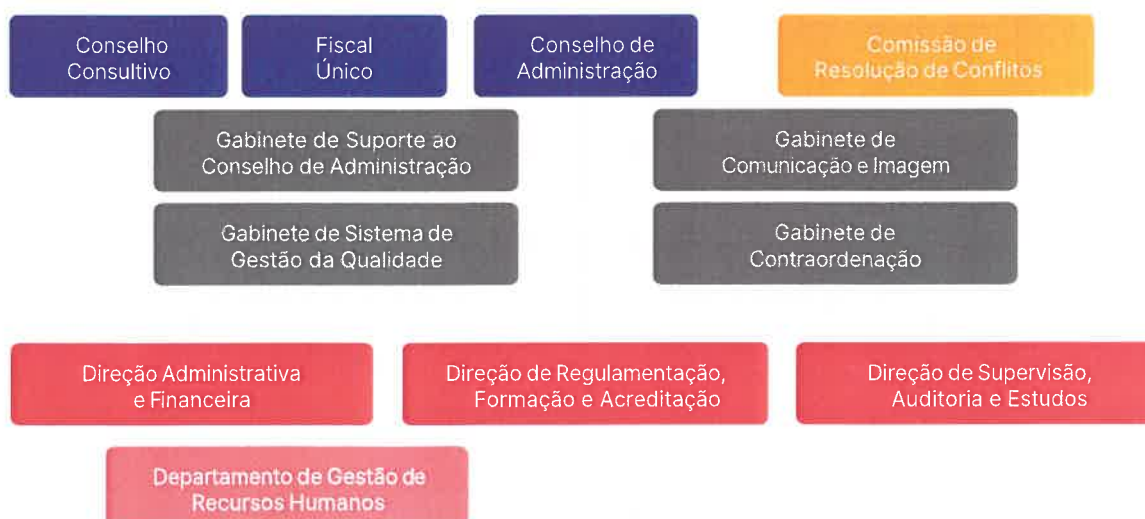 Conselho
Consultivo
Fiscal
Único
Conselho de
Administração
Comissão de
Resolução de Conflitos
Gabinete de Suporte ao
Conselho de Administração
Gabinete de
Comunicação e Imagem
Gabinete de Sistema de
Gestão da Qualidade
Gabinete de
Contraordenação
Direção Administrativa
e Financeira
Direção de Regulamentação,
Formação e Acreditação
Direção de Supervisão,
Auditoria e Estudos
Departamento de Gestão de
Recursos Humanos